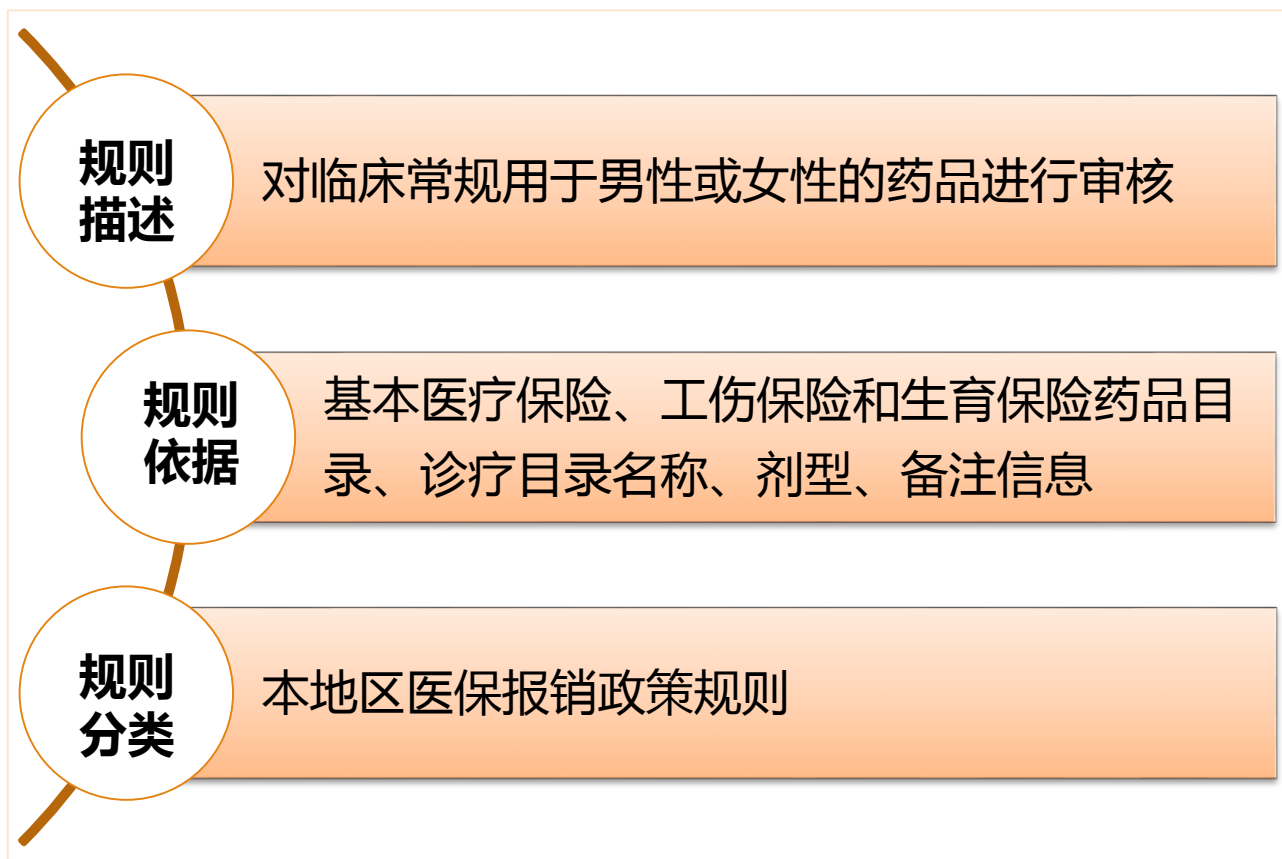 规则
描述
对临床常规用于男性或女性的药品进行审核
规则
依据
基本医疗保险、工伤保险和生育保险药品目
录、诊疗目录名称、剂型、备注信息
规则
分类
本地区医保报销政策规则